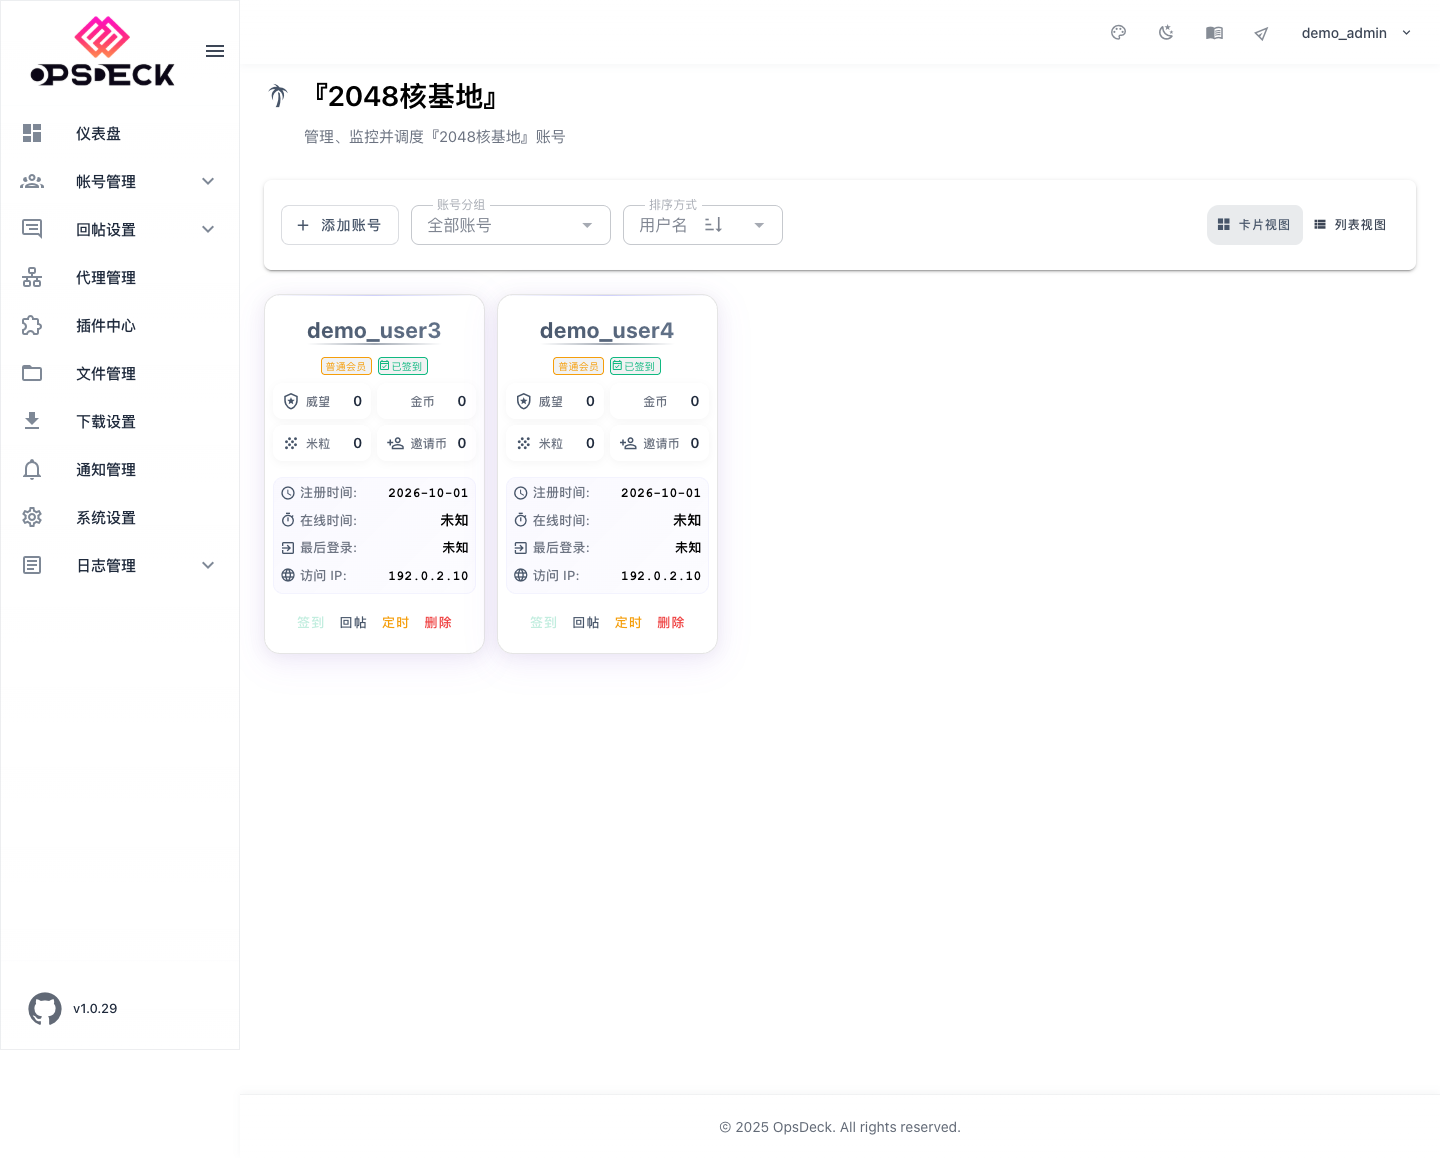 OPSDECK
仪表盘
帐号管理
回帖设置
代理管理
插件中心
文件管理
下载设置
通知管理
系统设置
日志管理
v1.0.29
demo_admin
『2048核基地』
管理、监控并调度『2048核基地』账号
添加账号
账号分组
全部账号
排序方式
用户名
卡片视图
列表视图
demo_user3
普通会员 已签到
威望 0 金币 0
米粒 0 邀请币 0
注册时间: 2026-10-01
在线时间: 未知
最后登录: 未知
访问 IP: 192.0.2.10
签到 回帖 定时 删除
demo_user4
普通会员 已签到
威望 0 金币 0
米粒 0 邀请币 0
注册时间: 2026-10-01
在线时间: 未知
最后登录: 未知
访问 IP: 192.0.2.10
签到 回帖 定时 删除
© 2025 OpsDeck. All rights reserved.